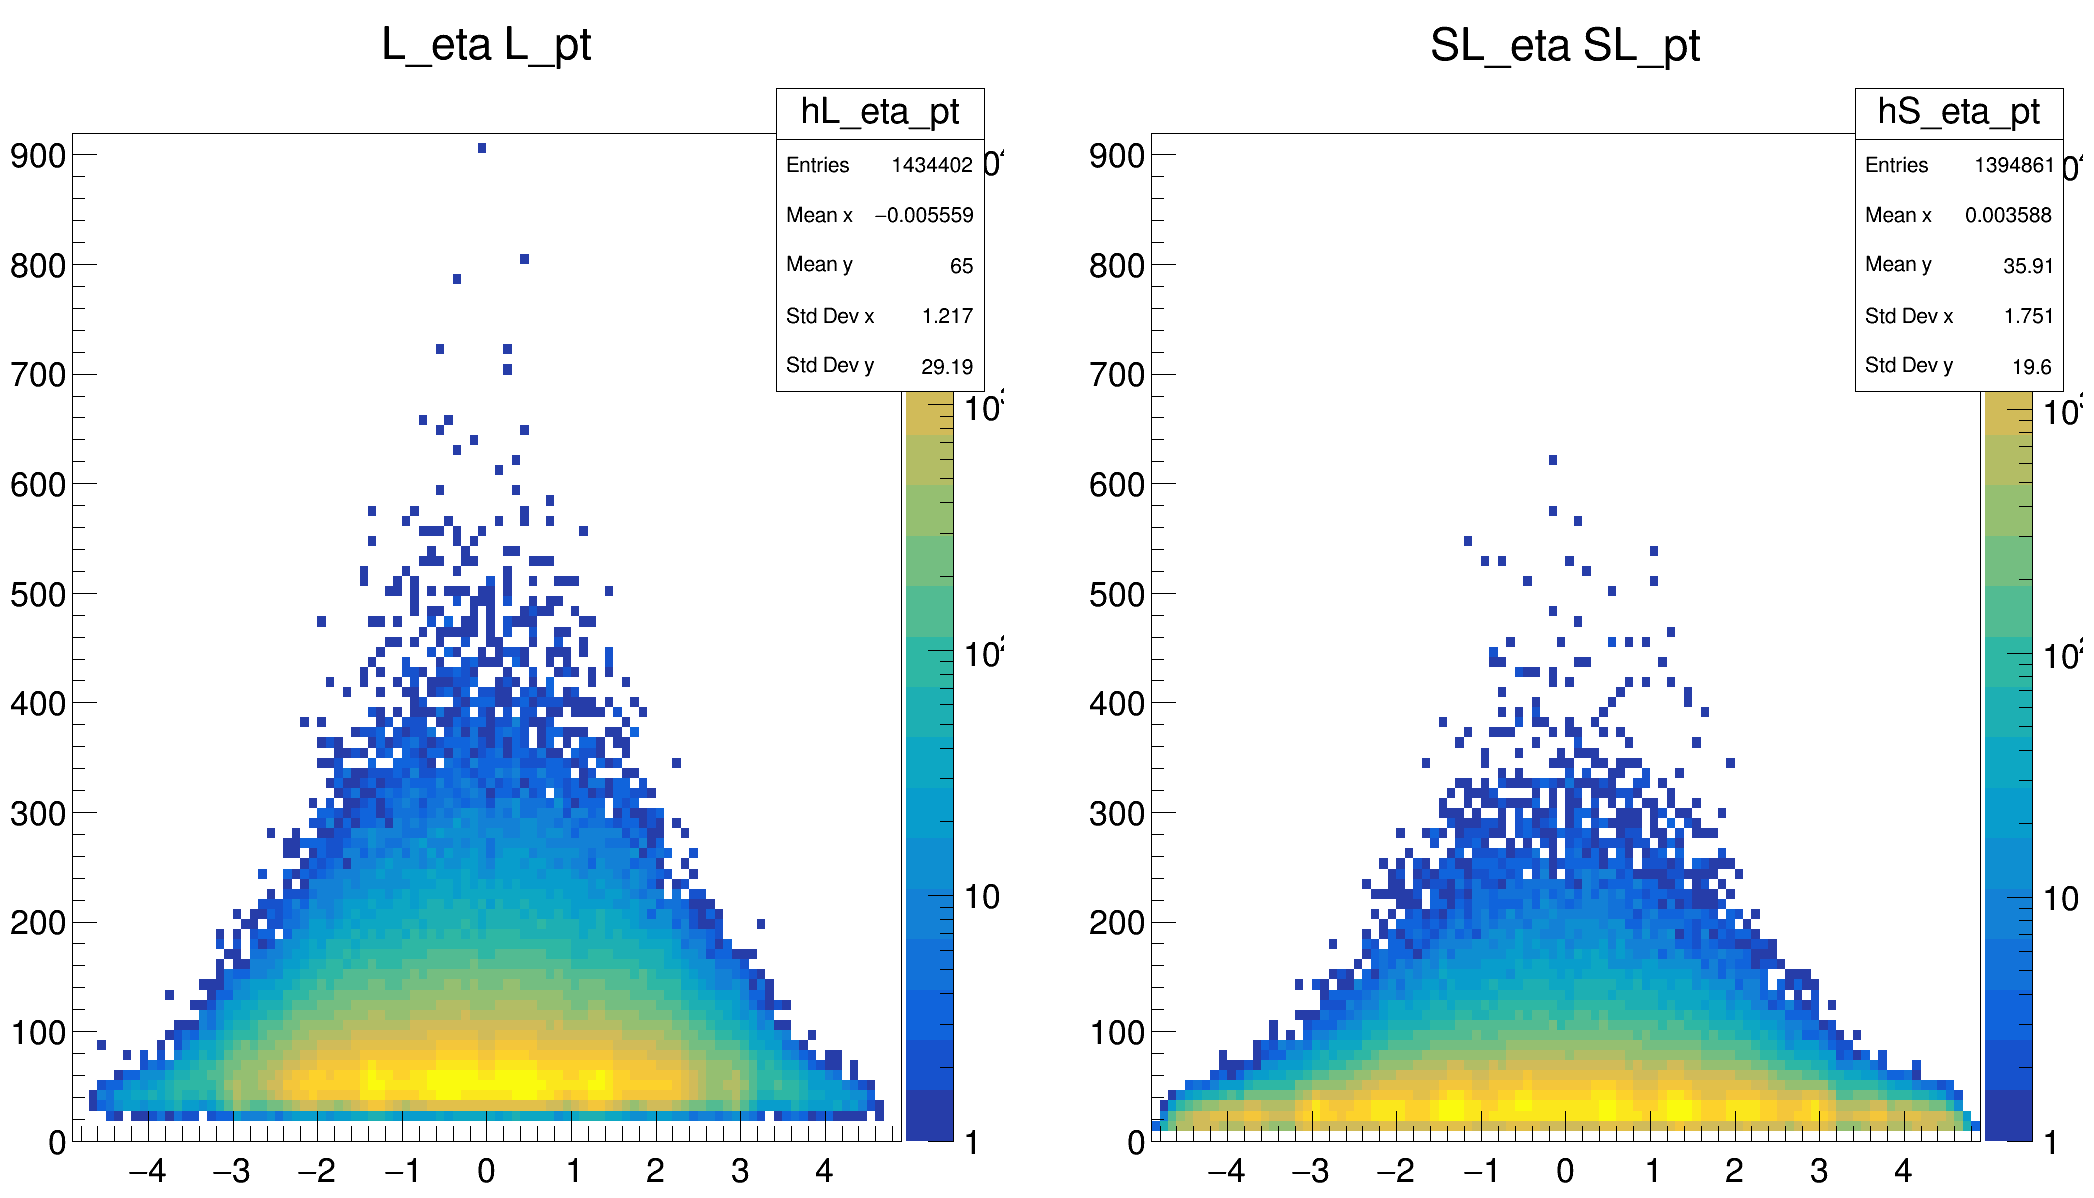 L_eta L_pt
hL_eta_pt
Entries 1434402
Mean x −0.005559
Mean y 65
Std Dev x 1.217
Std Dev y 29.19
900
800
700
600
500
400
300
200
100
0
−4 −3 −2 −1 0 1 2 3 4
10
1
SL_eta SL_pt
hS_eta_pt
Entries 1394861
Mean x 0.003588
Mean y 35.91
Std Dev x 1.751
Std Dev y 19.6
900
800
700
600
500
400
300
200
100
0
−4 −3 −2 −1 0 1 2 3 4
10
1